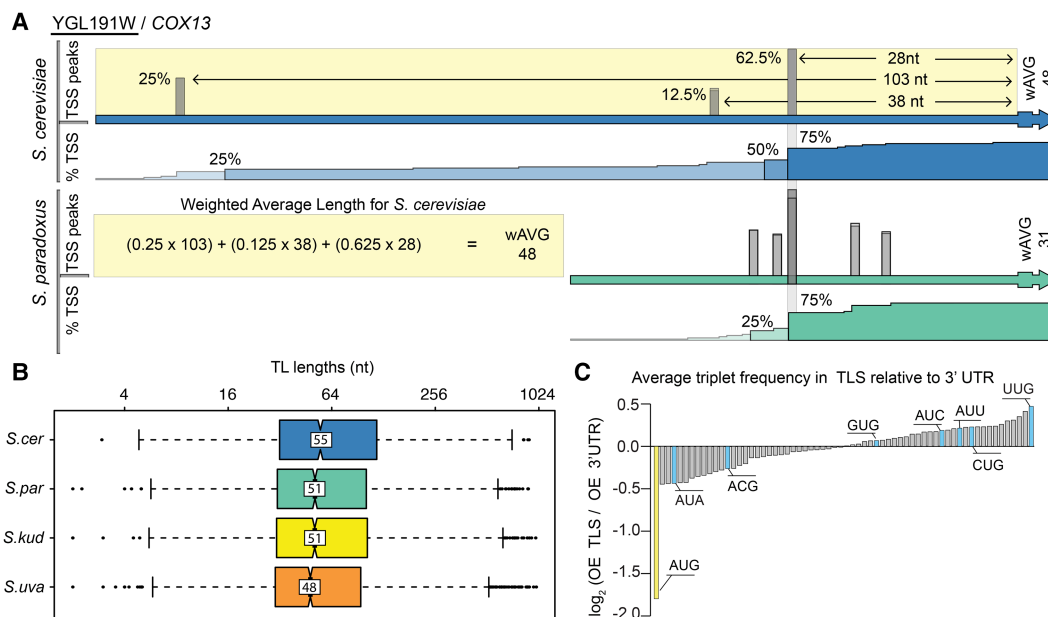 A
YGL191W / COX13
S. cerevisiae
TSS peaks
% TSS
25%
12.5%
62.5%
28nt
103 nt
38 nt
wAVG
48
25%
50%
75%
S. paradoxus
TSS peaks
% TSS
Weighted Average Length for S. cerevisiae
(0.25 x 103) + (0.125 x 38) + (0.625 x 28) = wAVG 48
wAVG
31
25%
75%
B
TL lengths (nt)
4 16 64 256 1024
S.cer 55
S.par 51
S.kud 51
S.uva 48
C
Average triplet frequency in TLS relative to 3' UTR
log2 (OE TLS / OE 3'UTR)
0.5
0.0
-0.5
-1.0
-1.5
-2.0
AUG
AUA
ACG
GUG
AUC
AUU
CUG
UUG